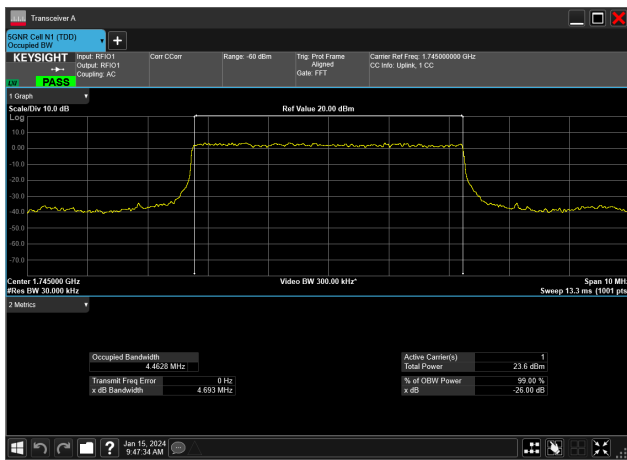 Transceiver A
5GNR Cell N1 (TDD)
Occupied BW
+
KEYSIGHT
LVI
PASS
Input: RFIO1
Output: RFIO1
Coupling: AC
Corr CCorr
Range: -60 dBm
Trig: Prot Frame
Aligned
Gate: FFT
Carrier Ref Freq: 1.745000000 GHz
CC Info: Uplink, 1 CC
1 Graph
Scale/Div 10.0 dB
Ref Value 20.00 dBm
Log
10.0
0.00
-10.0
-20.0
-30.0
-40.0
-50.0
-60.0
-70.0
Center 1.745000 GHz
Video BW 300.00 kHz*
Span 10 MHz
#Res BW 30.000 kHz
Sweep 13.3 ms (1001 pts
2 Metrics
Occupied Bandwidth
4.4628 MHz
Transmit Freq Error 0 Hz
x dB Bandwidth 4.693 MHz
Active Carrier(s) 1
Total Power 23.6 dBm
% of OBW Power 99.00 %
x dB -26.00 dB
?
Jan 15, 2024
9:47:34 AM